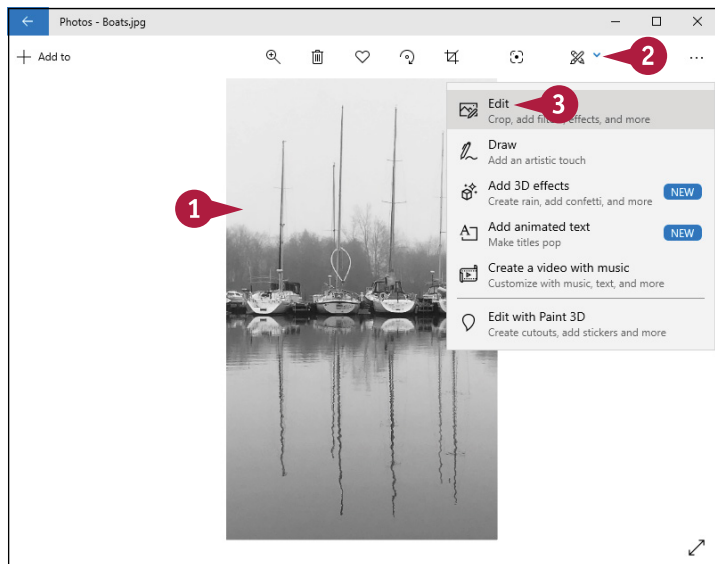 Photos - Boats.jpg
Add to
2
Edit
3
Crop, add filters, effects, and more
Draw
Add an artistic touch
1
Add 3D effects
NEW
Create rain, add confetti, and more
Add animated text
NEW
Make titles pop
Create a video with music
Customize with music, text, and more
Edit with Paint 3D
Create cutouts, add stickers and more